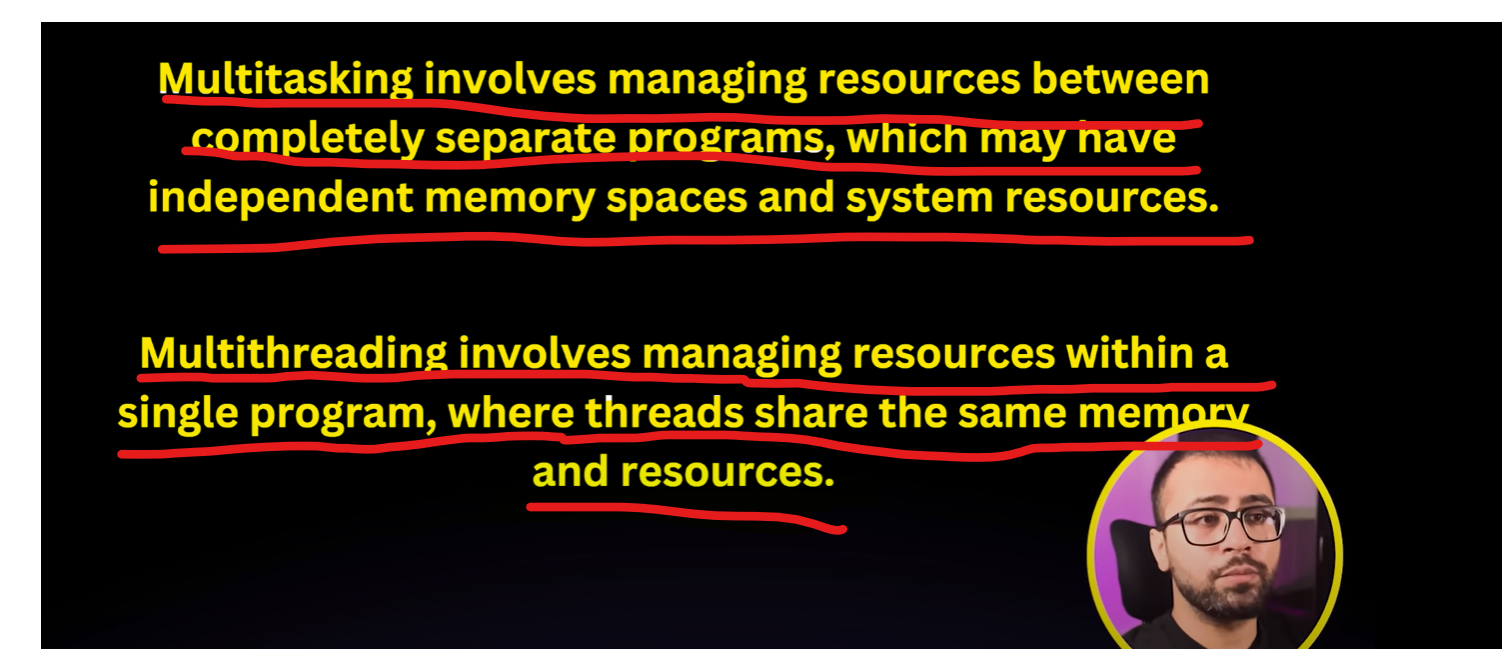 Multitasking involves managing resources between
completely separate programs, which may have
independent memory spaces and system resources.
Multithreading involves managing resources within a
single program, where threads share the same memory
and resources.